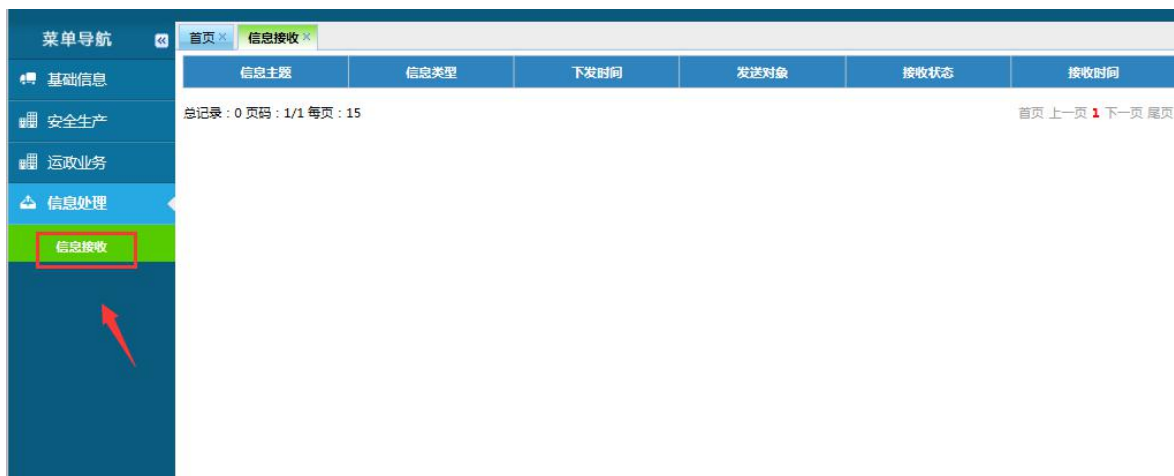 菜单导航
首页 信息接收
基础信息
信息主题 信息类型 下发时间 发送对象 接收状态 接收时间
总记录：0 页码：1/1 每页：15
首页 上一页 1 下一页 尾页
安全生产
运政业务
信息处理
信息接收